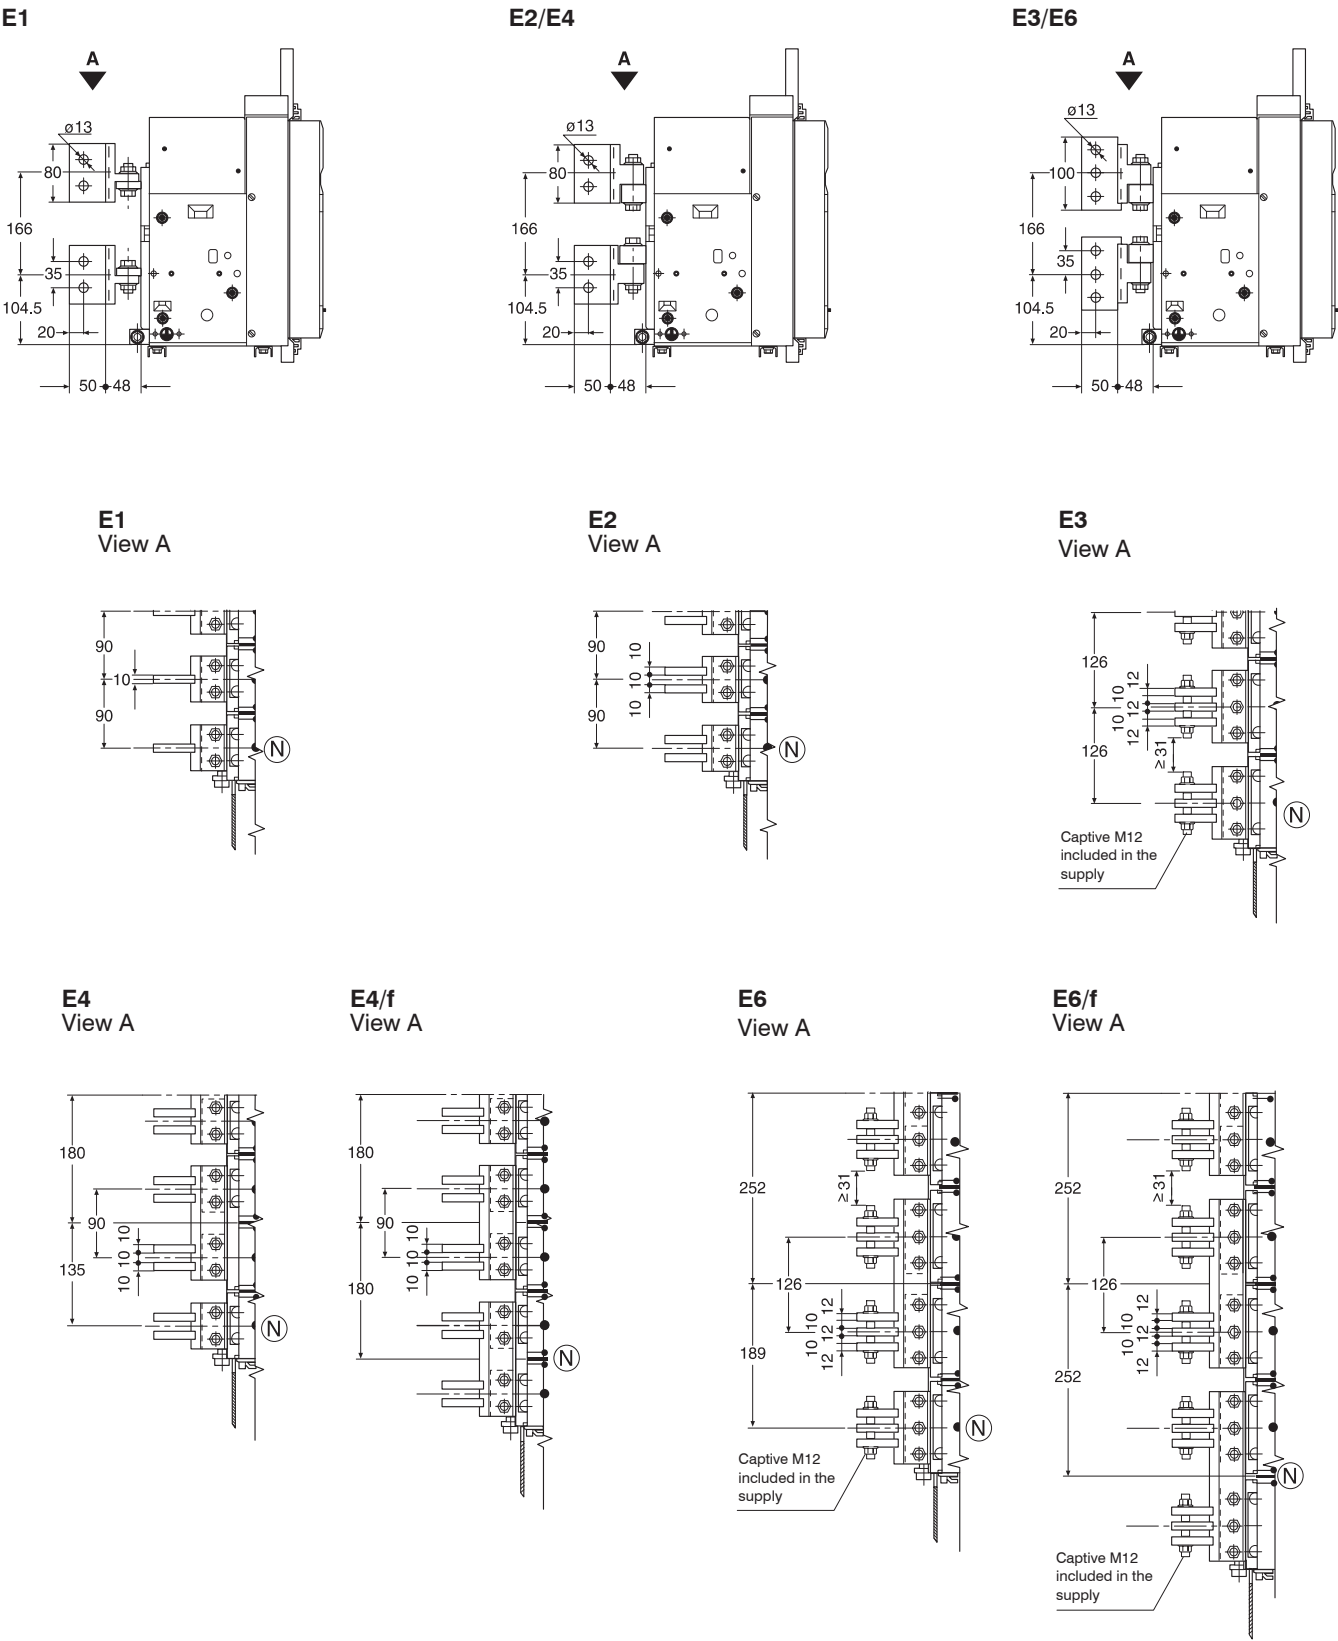 E1
E2/E4
E3/E6
A
A
A
ø13
80
166
35
104.5
20
50
48
ø13
80
166
35
104.5
20
50
48
ø13
100
166
35
104.5
20
50
48
E1
View A
E2
View A
E3
View A
90
10
90
N
90
10
10
10
90
N
126
12
10
12
10
12
126
≥ 31
N
Captive M12
included in the
supply
E4
View A
E4/f
View A
E6
View A
E6/f
View A
180
90
10
10
10
135
N
180
90
10
10
10
180
N
252
≥ 31
126
12
10
12
10
12
189
N
Captive M12
included in the
supply
252
≥ 31
126
12
10
12
10
12
252
N
Captive M12
included in the
supply